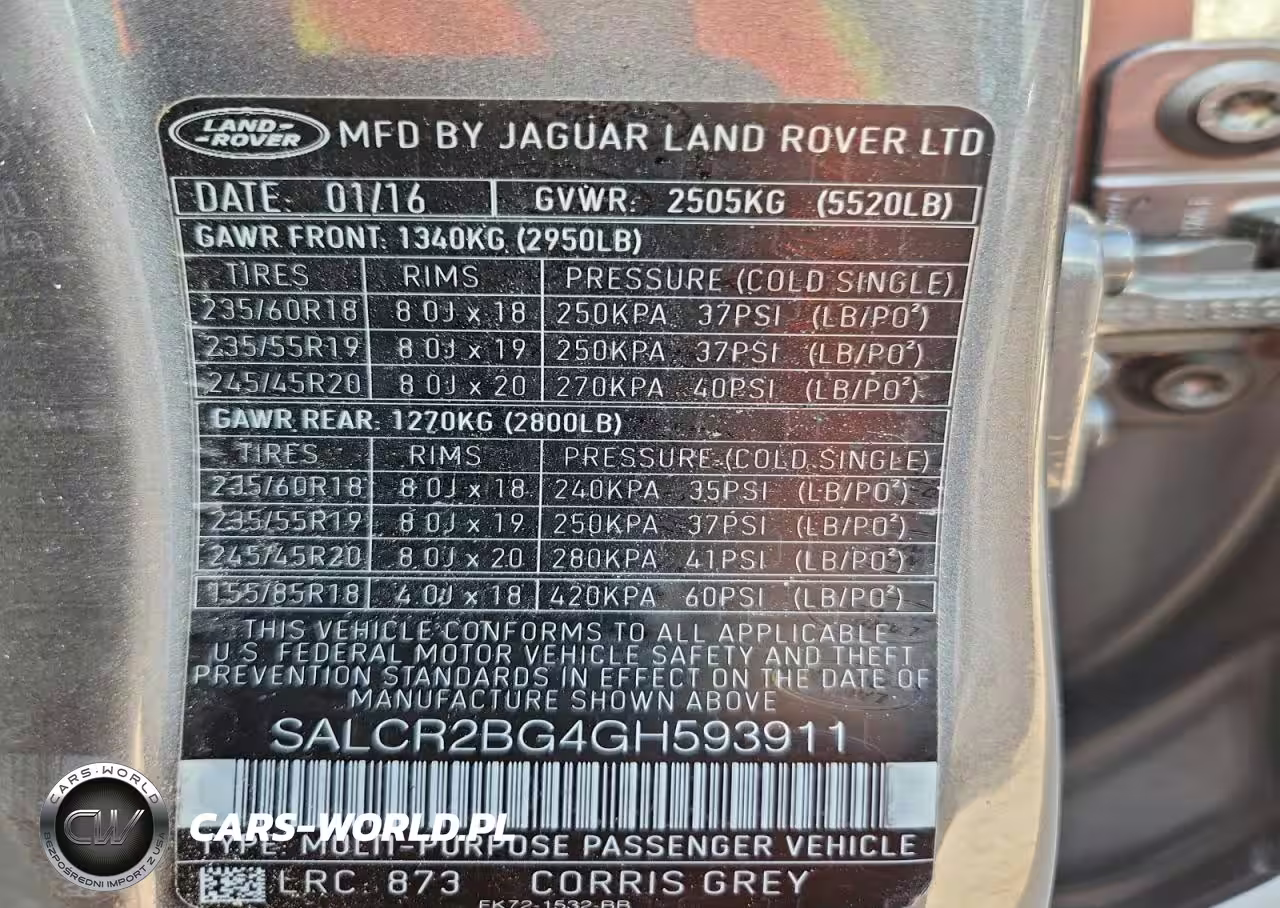 LAND-ROVER MFD BY JAGUAR LAND ROVER LTD
DATE: 01/16 GVWR: 2505KG (5520LB)
GAWR FRONT: 1340KG (2950LB)
TIRES RIMS PRESSURE (COLD SINGLE)
235/60R18 8.0J x 18 250KPA 37PSI (LB/PO²)
235/55R19 8.0J x 19 250KPA 37PSI (LB/PO²)
245/45R20 8.0J x 20 270KPA 40PSI (LB/PO²)
GAWR REAR: 1270KG (2800LB)
TIRES RIMS PRESSURE (COLD SINGLE)
235/60R18 8.0J x 18 240KPA 35PSI (LB/PO²)
235/55R19 8.0J x 19 250KPA 37PSI (LB/PO²)
245/45R20 8.0J x 20 280KPA 41PSI (LB/PO²)
155/85R18 4.0J x 18 420KPA 60PSI (LB/PO²)
THIS VEHICLE CONFORMS TO ALL APPLICABLE
U.S. FEDERAL MOTOR VEHICLE SAFETY AND THEFT
PREVENTION STANDARDS IN EFFECT ON THE DATE OF
MANUFACTURE SHOWN ABOVE
SALCR2BG4GH593911
CARS-WORLD
CW
BEZPOŚREDNI IMPORT Z USA
CARS-WORLD.PL
TYPE: MULTI-PURPOSE PASSENGER VEHICLE
LRC 873 CORRIS GREY